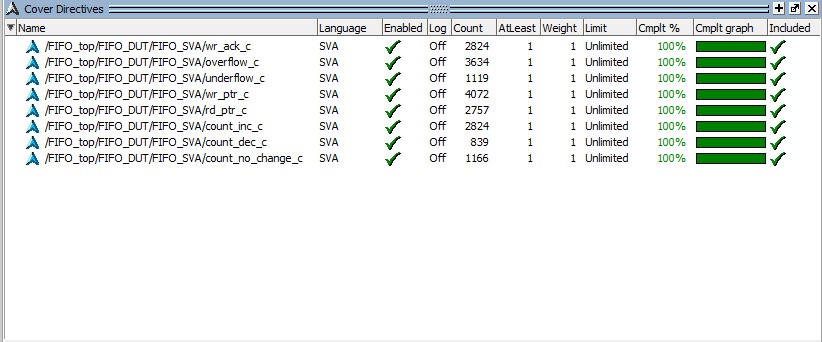 Cover Directives
Name Language Enabled Log Count AtLeast Weight Limit Cmplt % Cmplt graph Included
/FIFO_top/FIFO_DUT/FIFO_SVA/wr_ack_c SVA Off 2824 1 1 Unlimited 100%
/FIFO_top/FIFO_DUT/FIFO_SVA/overflow_c SVA Off 3634 1 1 Unlimited 100%
/FIFO_top/FIFO_DUT/FIFO_SVA/underflow_c SVA Off 1119 1 1 Unlimited 100%
/FIFO_top/FIFO_DUT/FIFO_SVA/wr_ptr_c SVA Off 4072 1 1 Unlimited 100%
/FIFO_top/FIFO_DUT/FIFO_SVA/rd_ptr_c SVA Off 2757 1 1 Unlimited 100%
/FIFO_top/FIFO_DUT/FIFO_SVA/count_inc_c SVA Off 2824 1 1 Unlimited 100%
/FIFO_top/FIFO_DUT/FIFO_SVA/count_dec_c SVA Off 839 1 1 Unlimited 100%
/FIFO_top/FIFO_DUT/FIFO_SVA/count_no_change_c SVA Off 1166 1 1 Unlimited 100%